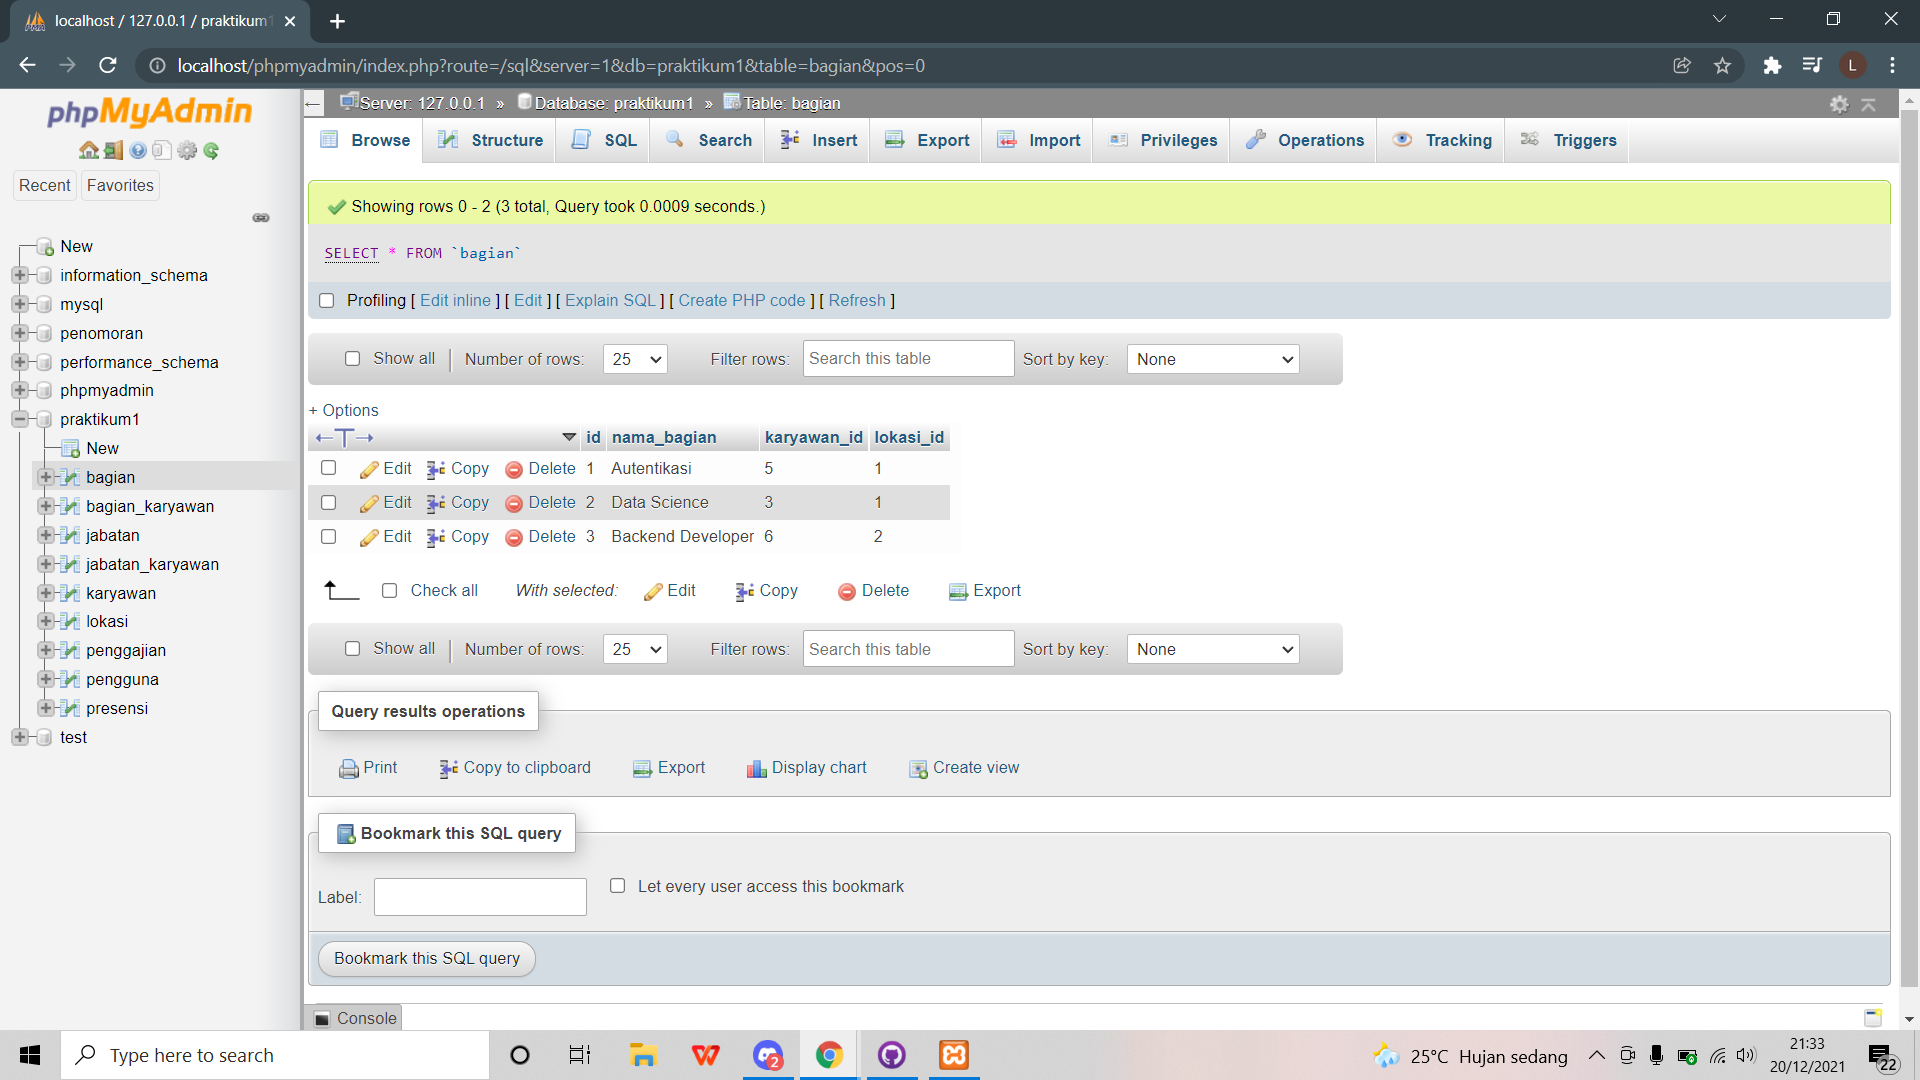 localhost / 127.0.0.1 / praktikum1
localhost/phpmyadmin/index.php?route=/sql&server=1&db=praktikum1&table=bagian&pos=0
L
phpMyAdmin
Recent
Favorites
New
information_schema
mysql
penomoran
performance_schema
phpmyadmin
praktikum1
New
bagian
bagian_karyawan
jabatan
jabatan_karyawan
karyawan
lokasi
penggajian
pengguna
presensi
test
Server: 127.0.0.1 » Database: praktikum1 » Table: bagian
Browse Structure SQL Search Insert Export Import Privileges Operations Tracking Triggers
Showing rows 0 - 2 (3 total, Query took 0.0009 seconds.)
SELECT * FROM `bagian`
Profiling [ Edit inline ] [ Edit ] [ Explain SQL ] [ Create PHP code ] [ Refresh ]
Show all Number of rows: 25 Filter rows: Search this table Sort by key: None
+ Options
id nama_bagian karyawan_id lokasi_id
Edit Copy Delete 1 Autentikasi 5 1
Edit Copy Delete 2 Data Science 3 1
Edit Copy Delete 3 Backend Developer 6 2
Check all With selected: Edit Copy Delete Export
Show all Number of rows: 25 Filter rows: Search this table Sort by key: None
Query results operations
Print Copy to clipboard Export Display chart Create view
Bookmark this SQL query
Label: Let every user access this bookmark
Bookmark this SQL query
Console
Type here to search
2
25°C Hujan sedang
21:33
20/12/2021
22